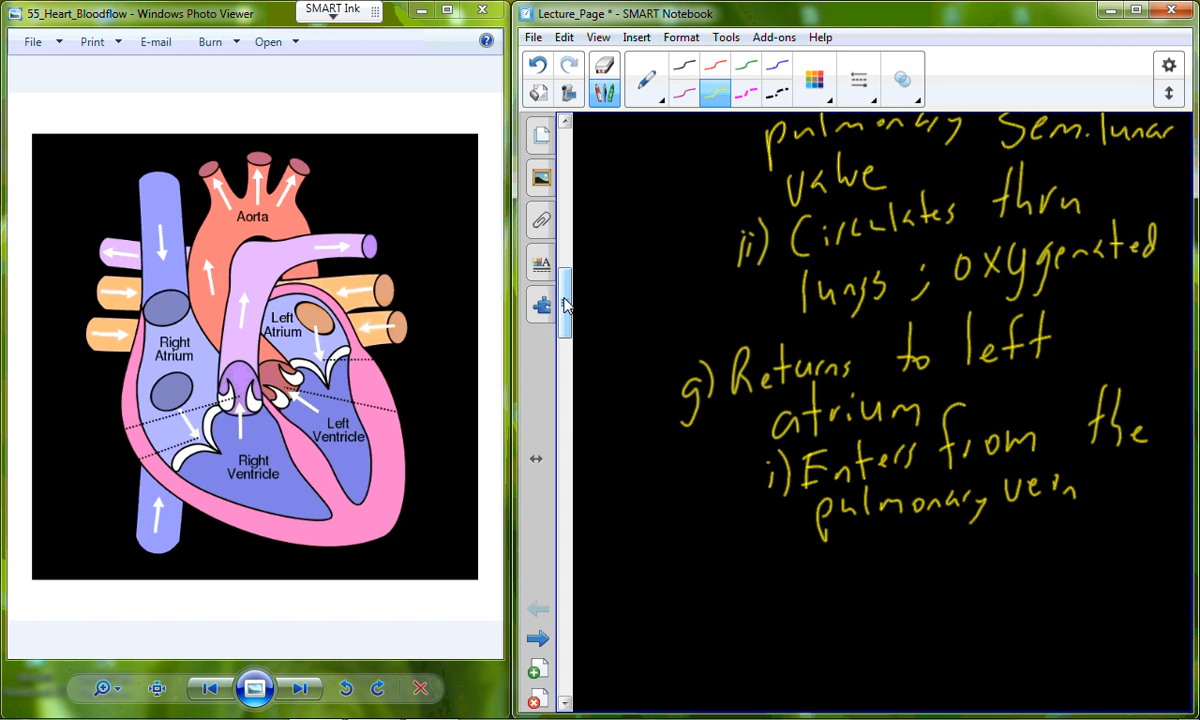 55_Heart_Bloodflow - Windows Photo Viewer
SMART Ink
File Print E-mail Burn Open
Aorta
Left
Atrium
Right
Atrium
Left
Ventricle
Right
Ventricle
Lecture_Page * - SMART Notebook
File Edit View Insert Format Tools Add-ons Help
pulmonary Semilunar
valve
ii) Circulates thru
lungs ; oxygenated
g) Returns to left
atrium
i) Enters from the
pulmonary vein